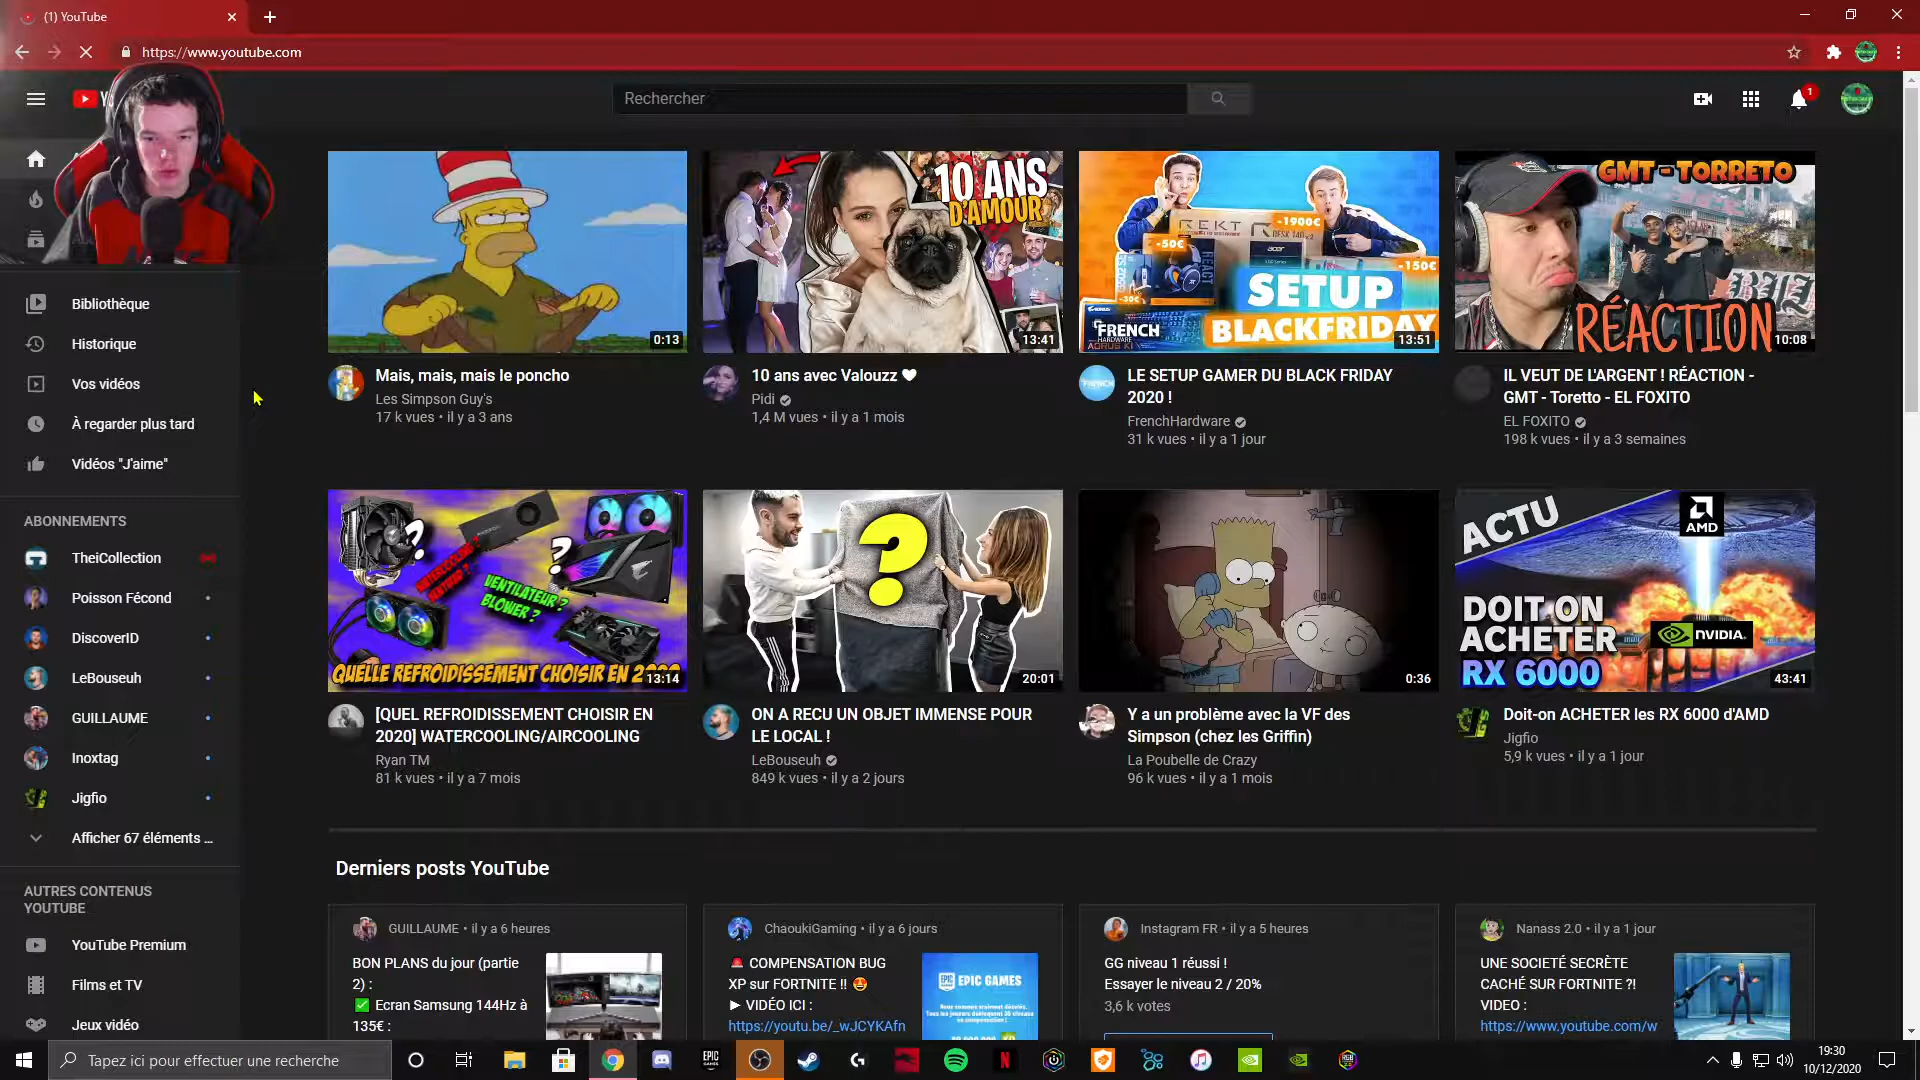 (1) YouTube
https://www.youtube.com
Rechercher
1
Bibliothèque
Historique
Vos vidéos
À regarder plus tard
Vidéos "J'aime"
ABONNEMENTS
TheiCollection
Poisson Fécond
DiscoverID
LeBouseuh
GUILLAUME
Inoxtag
Jigfio
Afficher 67 éléments ...
AUTRES CONTENUS
YOUTUBE
YouTube Premium
Films et TV
Jeux vidéo
0:13
Mais, mais, mais le poncho
Les Simpson Guy's
17 k vues • il y a 3 ans
10 ANS
D'AMOUR
13:41
10 ans avec Valouzz 🖤
Pidi
1,4 M vues • il y a 1 mois
REKT
-1900€
-50€
acer
-150€
-30€
SETUP
BLACKFRIDAY
FRENCH
HARDWARE
13:51
LE SETUP GAMER DU BLACK FRIDAY
2020 !
FrenchHardware
31 k vues • il y a 1 jour
GMT - TORRETO
RÉACTION
10:08
IL VEUT DE L'ARGENT ! RÉACTION -
GMT - Toretto - EL FOXITO
EL FOXITO
198 k vues • il y a 3 semaines
VENTILATEUR ?
BLOWER ?
QUELLE REFROIDISSEMENT CHOISIR EN
13:14
[QUEL REFROIDISSEMENT CHOISIR EN
2020] WATERCOOLING/AIRCOOLING
Ryan TM
81 k vues • il y a 7 mois
?
20:01
ON A RECU UN OBJET IMMENSE POUR
LE LOCAL !
LeBouseuh
849 k vues • il y a 2 jours
0:36
Y a un problème avec la VF des
Simpson (chez les Griffin)
La Poubelle de Crazy
96 k vues • il y a 1 mois
ACTU
AMD
DOIT ON
ACHETER
RX 6000
NVIDIA
43:41
Doit-on ACHETER les RX 6000 d'AMD
Jigfio
5,9 k vues • il y a 1 jour
Derniers posts YouTube
GUILLAUME • il y a 6 heures
BON PLANS du jour (partie
2) :
✅ Ecran Samsung 144Hz à
135€ :
ChaoukiGaming • il y a 6 jours
🚨 COMPENSATION BUG
XP sur FORTNITE !! 🤩
► VIDÉO ICI :
https://youtu.be/_wJCYKAfn
EPIC GAMES
Instagram FR • il y a 5 heures
GG niveau 1 réussi !
Essayer le niveau 2 / 20%
3,6 k votes
Nanass 2.0 • il y a 1 jour
UNE SOCIETÉ SECRÈTE
CACHÉ SUR FORTNITE ?!
VIDEO :
https://www.youtube.com/w
Tapez ici pour effectuer une recherche
EPIC
19:30
10/12/2020